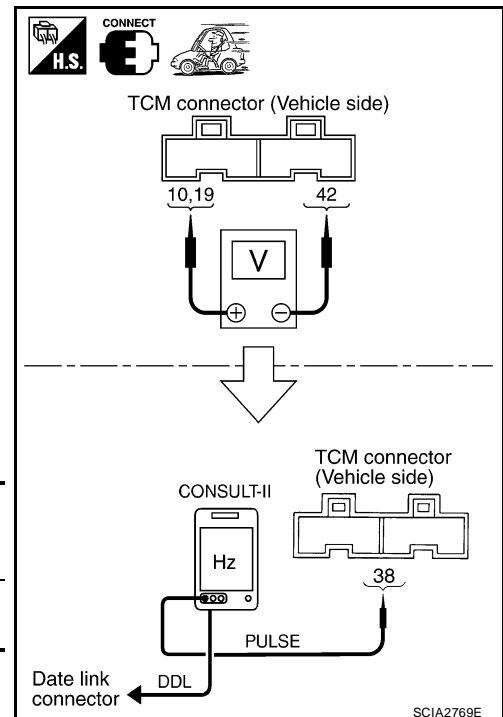 CONNECT
H.S.
TCM connector (Vehicle side)
10,19
42
V
+
−
TCM connector
(Vehicle side)
CONSULT-II
Hz
38
PULSE
DDL
Date link
connector
SCIA2769E